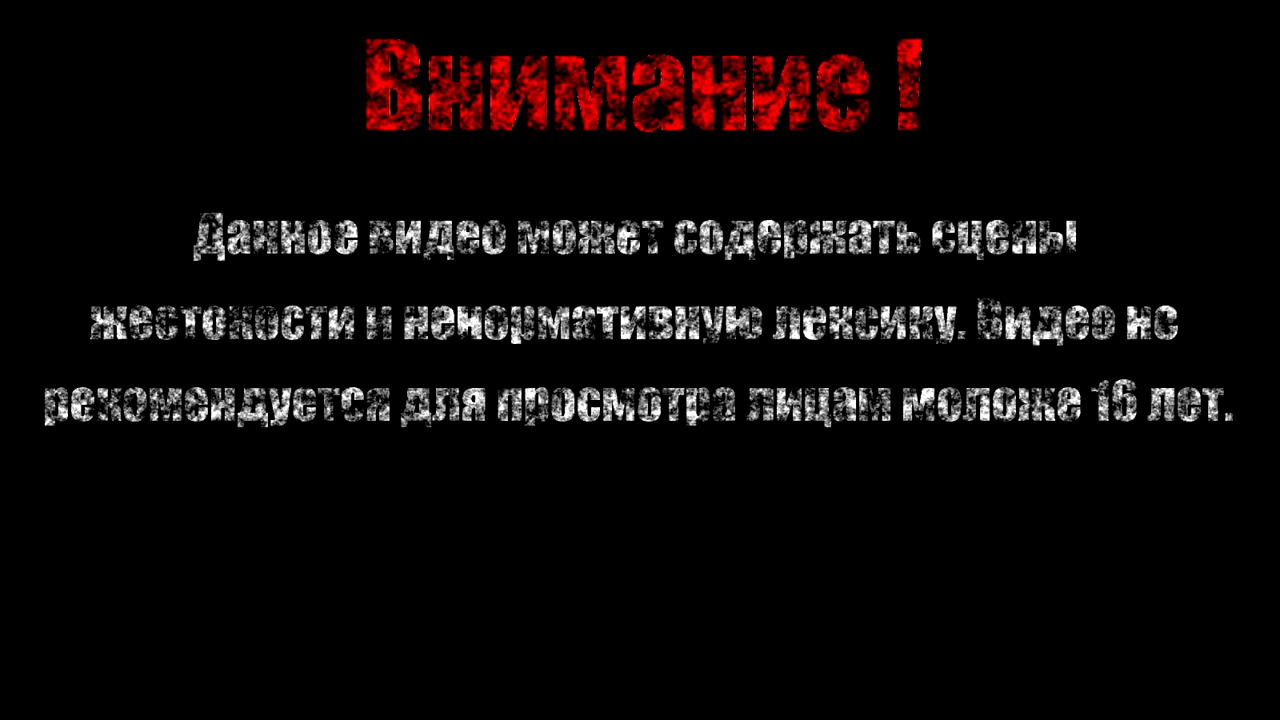 Внимание !
Данное видео может содержать сцены
жестокости и ненормативную лексику. Видео не
рекомендуется для просмотра лицам моложе 16 лет.